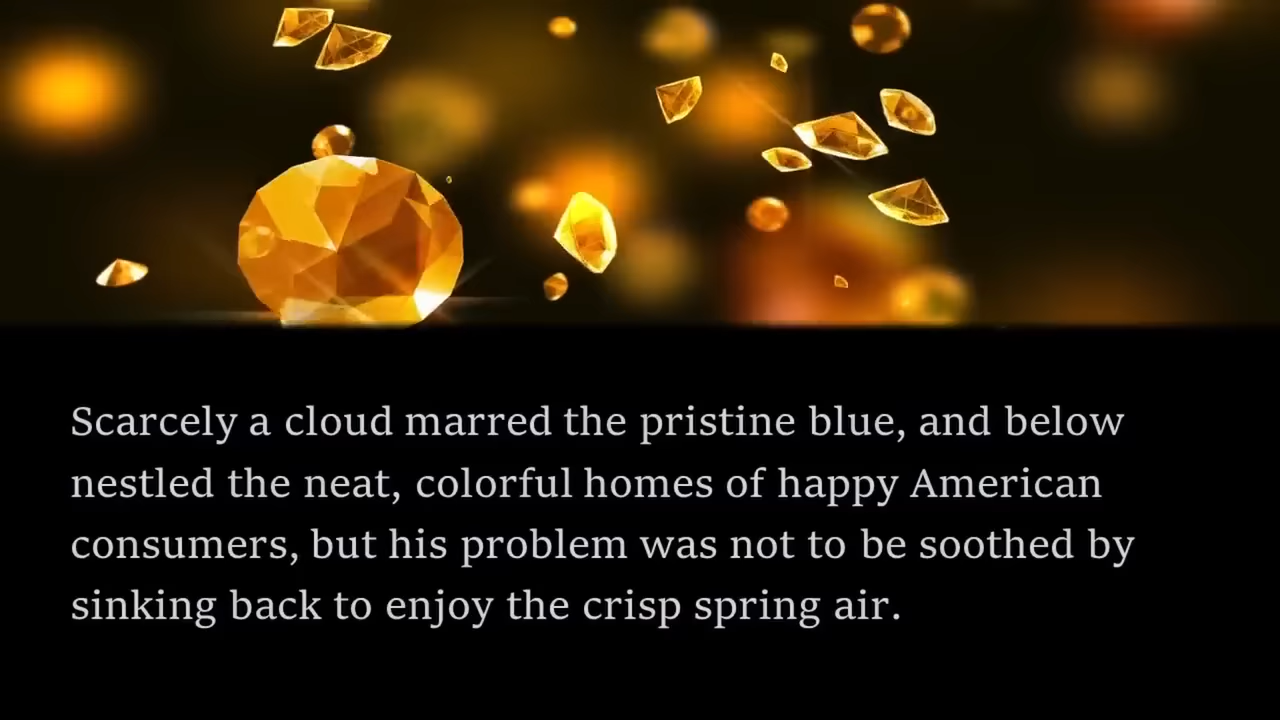 Scarcely a cloud marred the pristine blue, and below
nestled the neat, colorful homes of happy American
consumers, but his problem was not to be soothed by
sinking back to enjoy the crisp spring air.